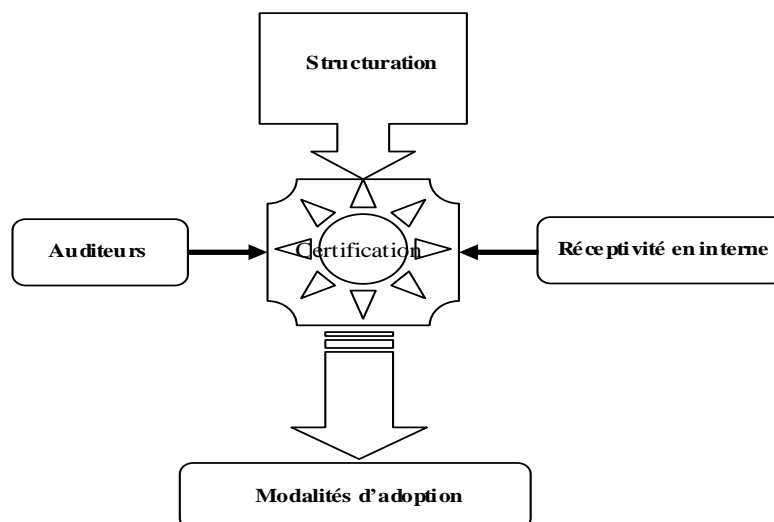 Structuration
Auditeurs
Certification
Réceptivité en interne
Modalités d'adoption